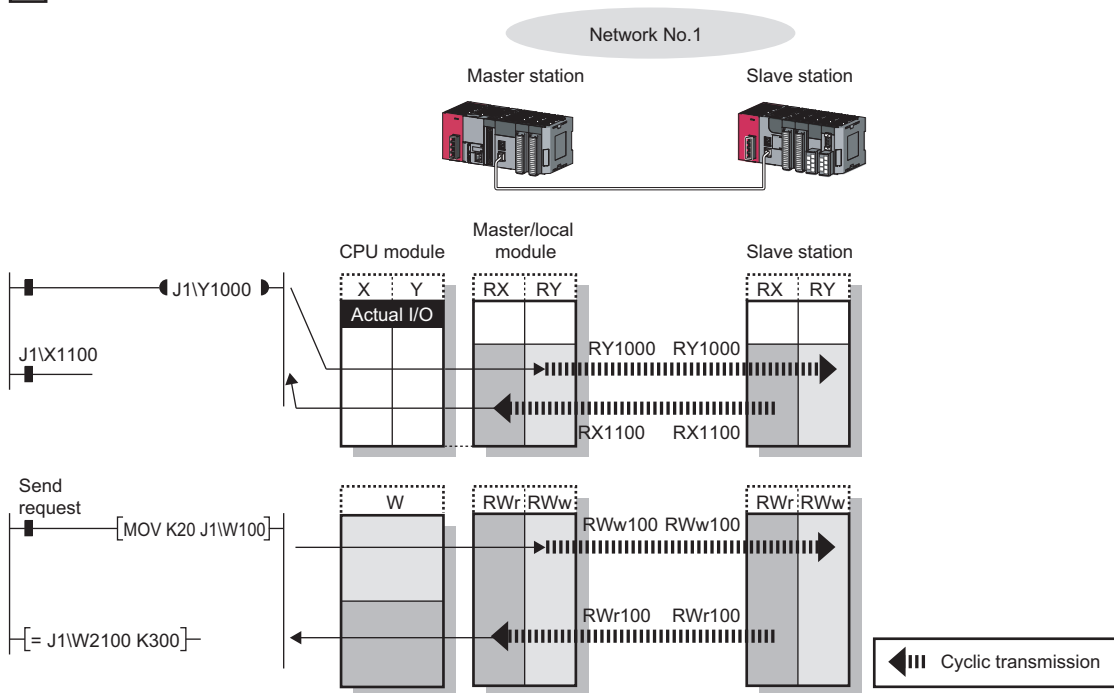 Network No.1
Master station
Slave station
CPU module
Master/local
module
Slave station
J1\Y1000
X Y
RX RY
RX RY
Actual I/O
J1\X1100
RY1000 RY1000
RX1100 RX1100
Send
request
MOV K20 J1\W100
W
RWr RWw
RWr RWw
RWw100 RWw100
= J1\W2100 K300
RWr100 RWr100
Cyclic transmission